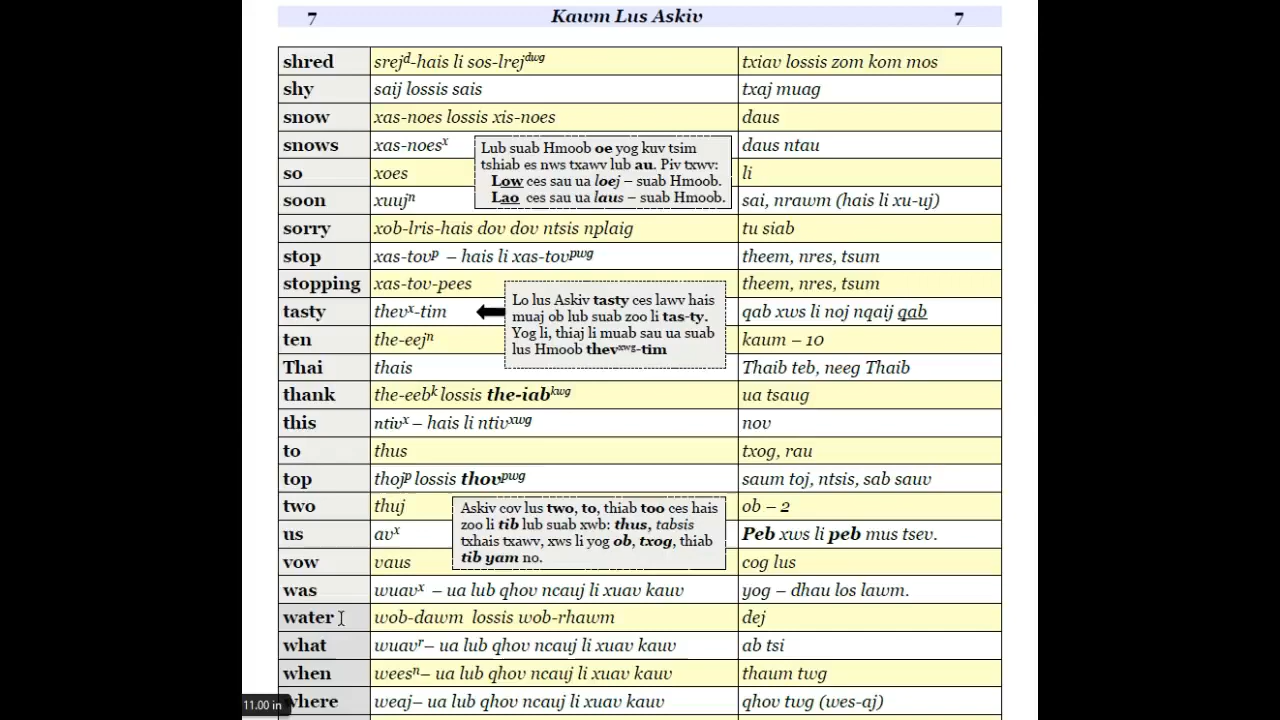 7 Kawm Lus Askiv 7
shred srejᵈ-hais li sos-lrejᵈʷᵍ txiav lossis zom kom mos
shy saij lossis sais txaj muag
snow xas-noes lossis xis-noes daus
snows xas-noesˣ daus ntau
so xoes li
Lub suab Hmoob oe yog kuv tsim
tshiab es nws txawv lub au. Piv txwv:
Low ces sau ua loej – suab Hmoob.
Lao ces sau ua laus – suab Hmoob.
soon xuujⁿ sai, nrawm (hais li xu-uj)
sorry xob-lris-hais dov dov ntsis nplaig tu siab
stop xas-tovᵖ – hais li xas-tovᵖʷᵍ theem, nres, tsum
stopping xas-tov-pees theem, nres, tsum
tasty thevˣ-tim qab xws li noj nqaij qab
Lo lus Askiv tasty ces lawv hais
muaj ob lub suab zoo li tas-ty.
Yog li, thiaj li muab sau ua suab
lus Hmoob thevˣʷᵍ-tim
ten the-eejⁿ kaum – 10
Thai thais Thaib teb, neeg Thaib
thank the-eebᵏ lossis the-iabᵏʷᵍ ua tsaug
this ntivˣ – hais li ntivˣʷᵍ nov
to thus txog, rau
top thojᵖ lossis thovᵖʷᵍ saum toj, ntsis, sab sauv
two thuj ob – 2
Askiv cov lus two, to, thiab too ces hais
zoo li tib lub suab xwb: thus, tabsis
txhais txawv, xws li yog ob, txog, thiab
tib yam no.
us avˣ Peb xws li peb mus tsev.
vow vaus cog lus
was wuavˣ – ua lub qhov ncauj li xuav kauv yog – dhau los lawm.
water wob-dawm lossis wob-rhawm dej
what wuavʳ– ua lub qhov ncauj li xuav kauv ab tsi
when weesⁿ– ua lub qhov ncauj li xuav kauv thaum twg
where weaj– ua lub qhov ncauj li xuav kauv qhov twg (wes-aj)
11.00 in